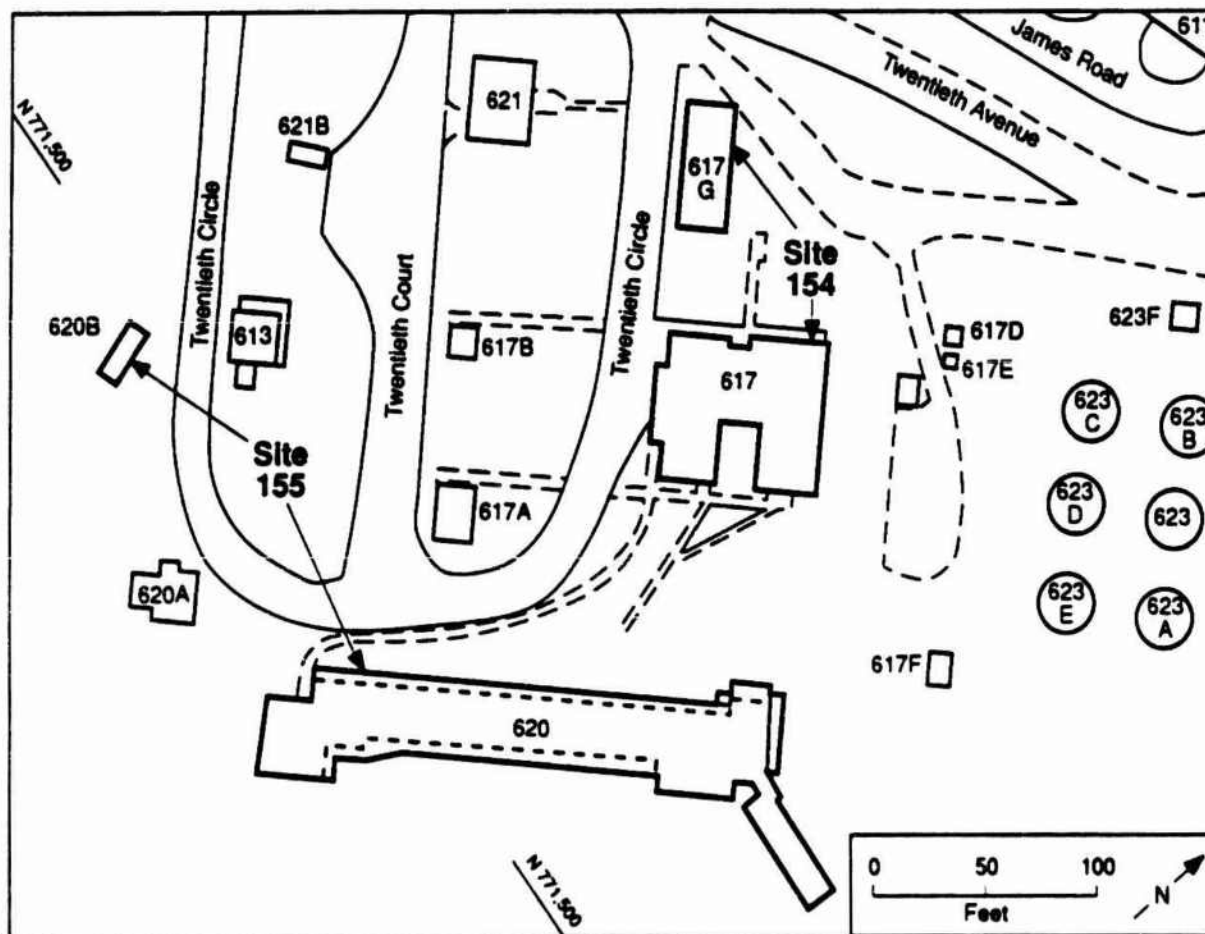 James Road
Twentieth Avenue
N 771,500
621
621B
617
G
Twentieth Circle
Twentieth Court
Twentieth Circle
Site
154
620B
613
617B
617
617D
617E
623F
623
C
623
B
Site
155
617A
623
D
623
620A
623
E
623
A
617F
620
N 771,500
0 50 100
Feet
N